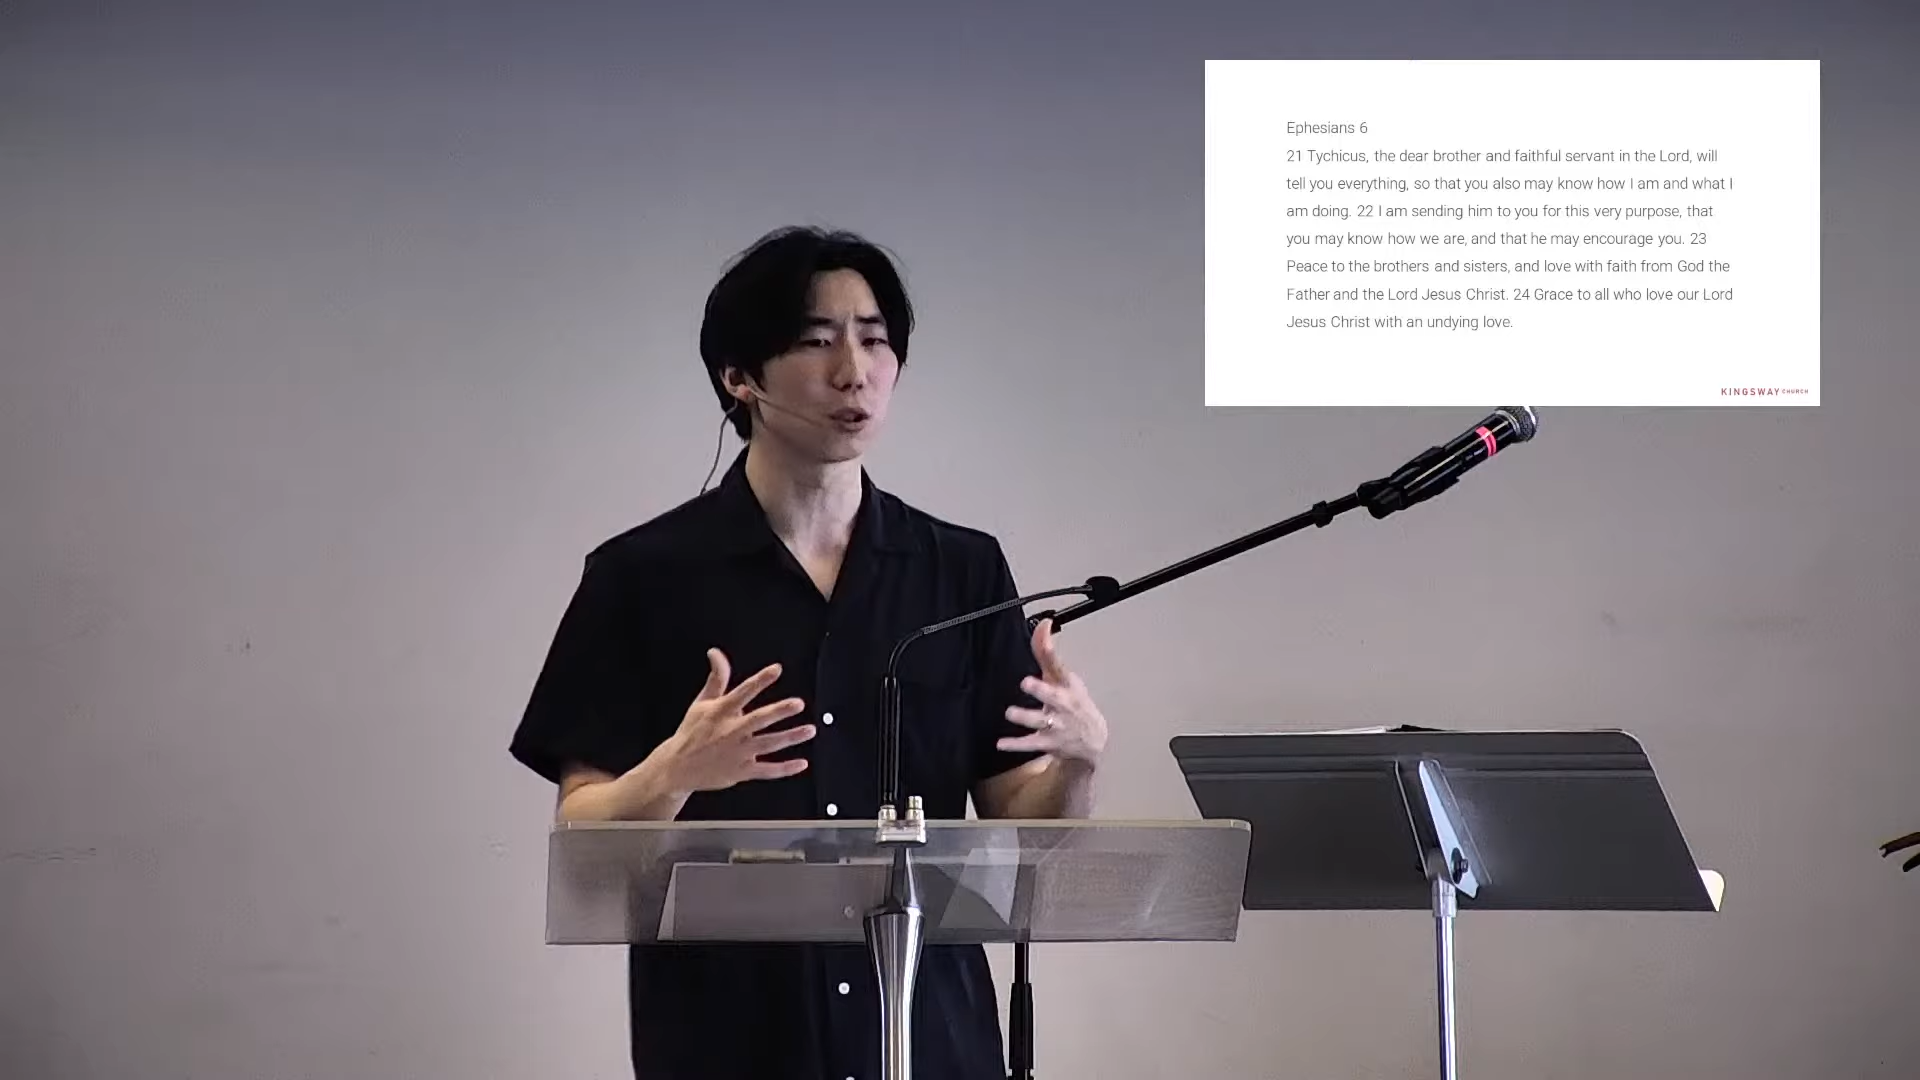 Ephesians 6
21 Tychicus, the dear brother and faithful servant in the Lord, will
tell you everything, so that you also may know how I am and what I
am doing. 22 I am sending him to you for this very purpose, that
you may know how we are, and that he may encourage you. 23
Peace to the brothers and sisters, and love with faith from God the
Father and the Lord Jesus Christ. 24 Grace to all who love our Lord
Jesus Christ with an undying love.
KINGSWAY CHURCH